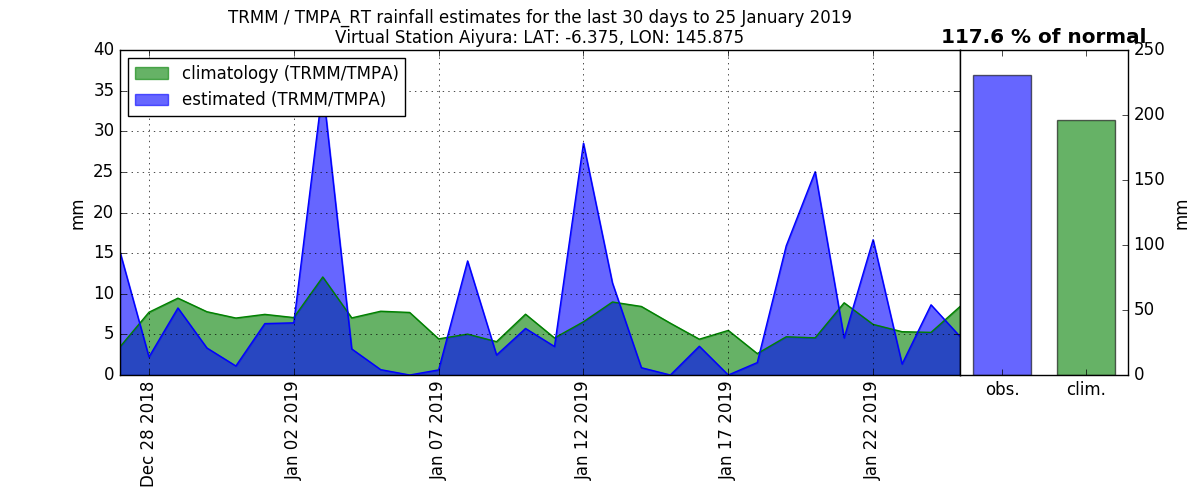 TRMM / TMPA_RT rainfall estimates for the last 30 days to 25 January 2019
Virtual Station Aiyura: LAT: -6.375, LON: 145.875
117.6 % of normal
climatology (TRMM/TMPA)
estimated (TRMM/TMPA)
mm
40
35
30
25
20
15
10
5
0
Dec 28 2018
Jan 02 2019
Jan 07 2019
Jan 12 2019
Jan 17 2019
Jan 22 2019
250
200
150
100
50
0
mm
obs.
clim.